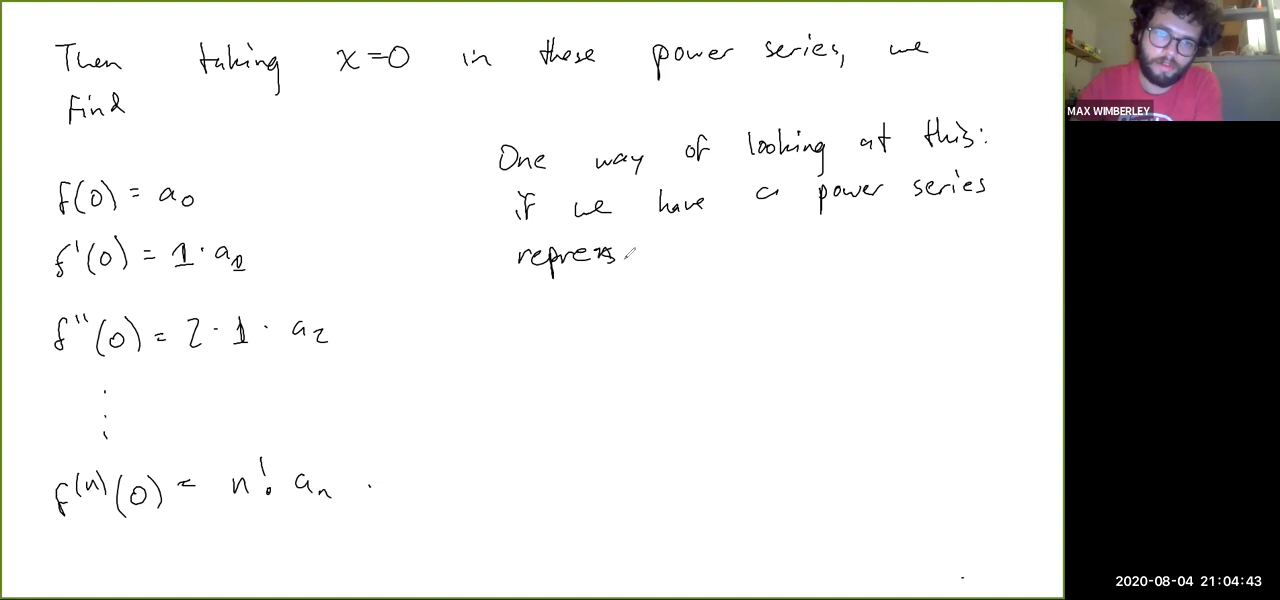 Then taking x=0 in these power series, we
find
f(0) = a₀
f'(0) = 1 · a₁
f''(0) = 2 · 1 · a₂
⋮
f⁽ⁿ⁾(0) = n! aₙ .
One way of looking at this:
if we have a power series
repres
MAX WIMBERLEY
2020-08-04 21:04:43